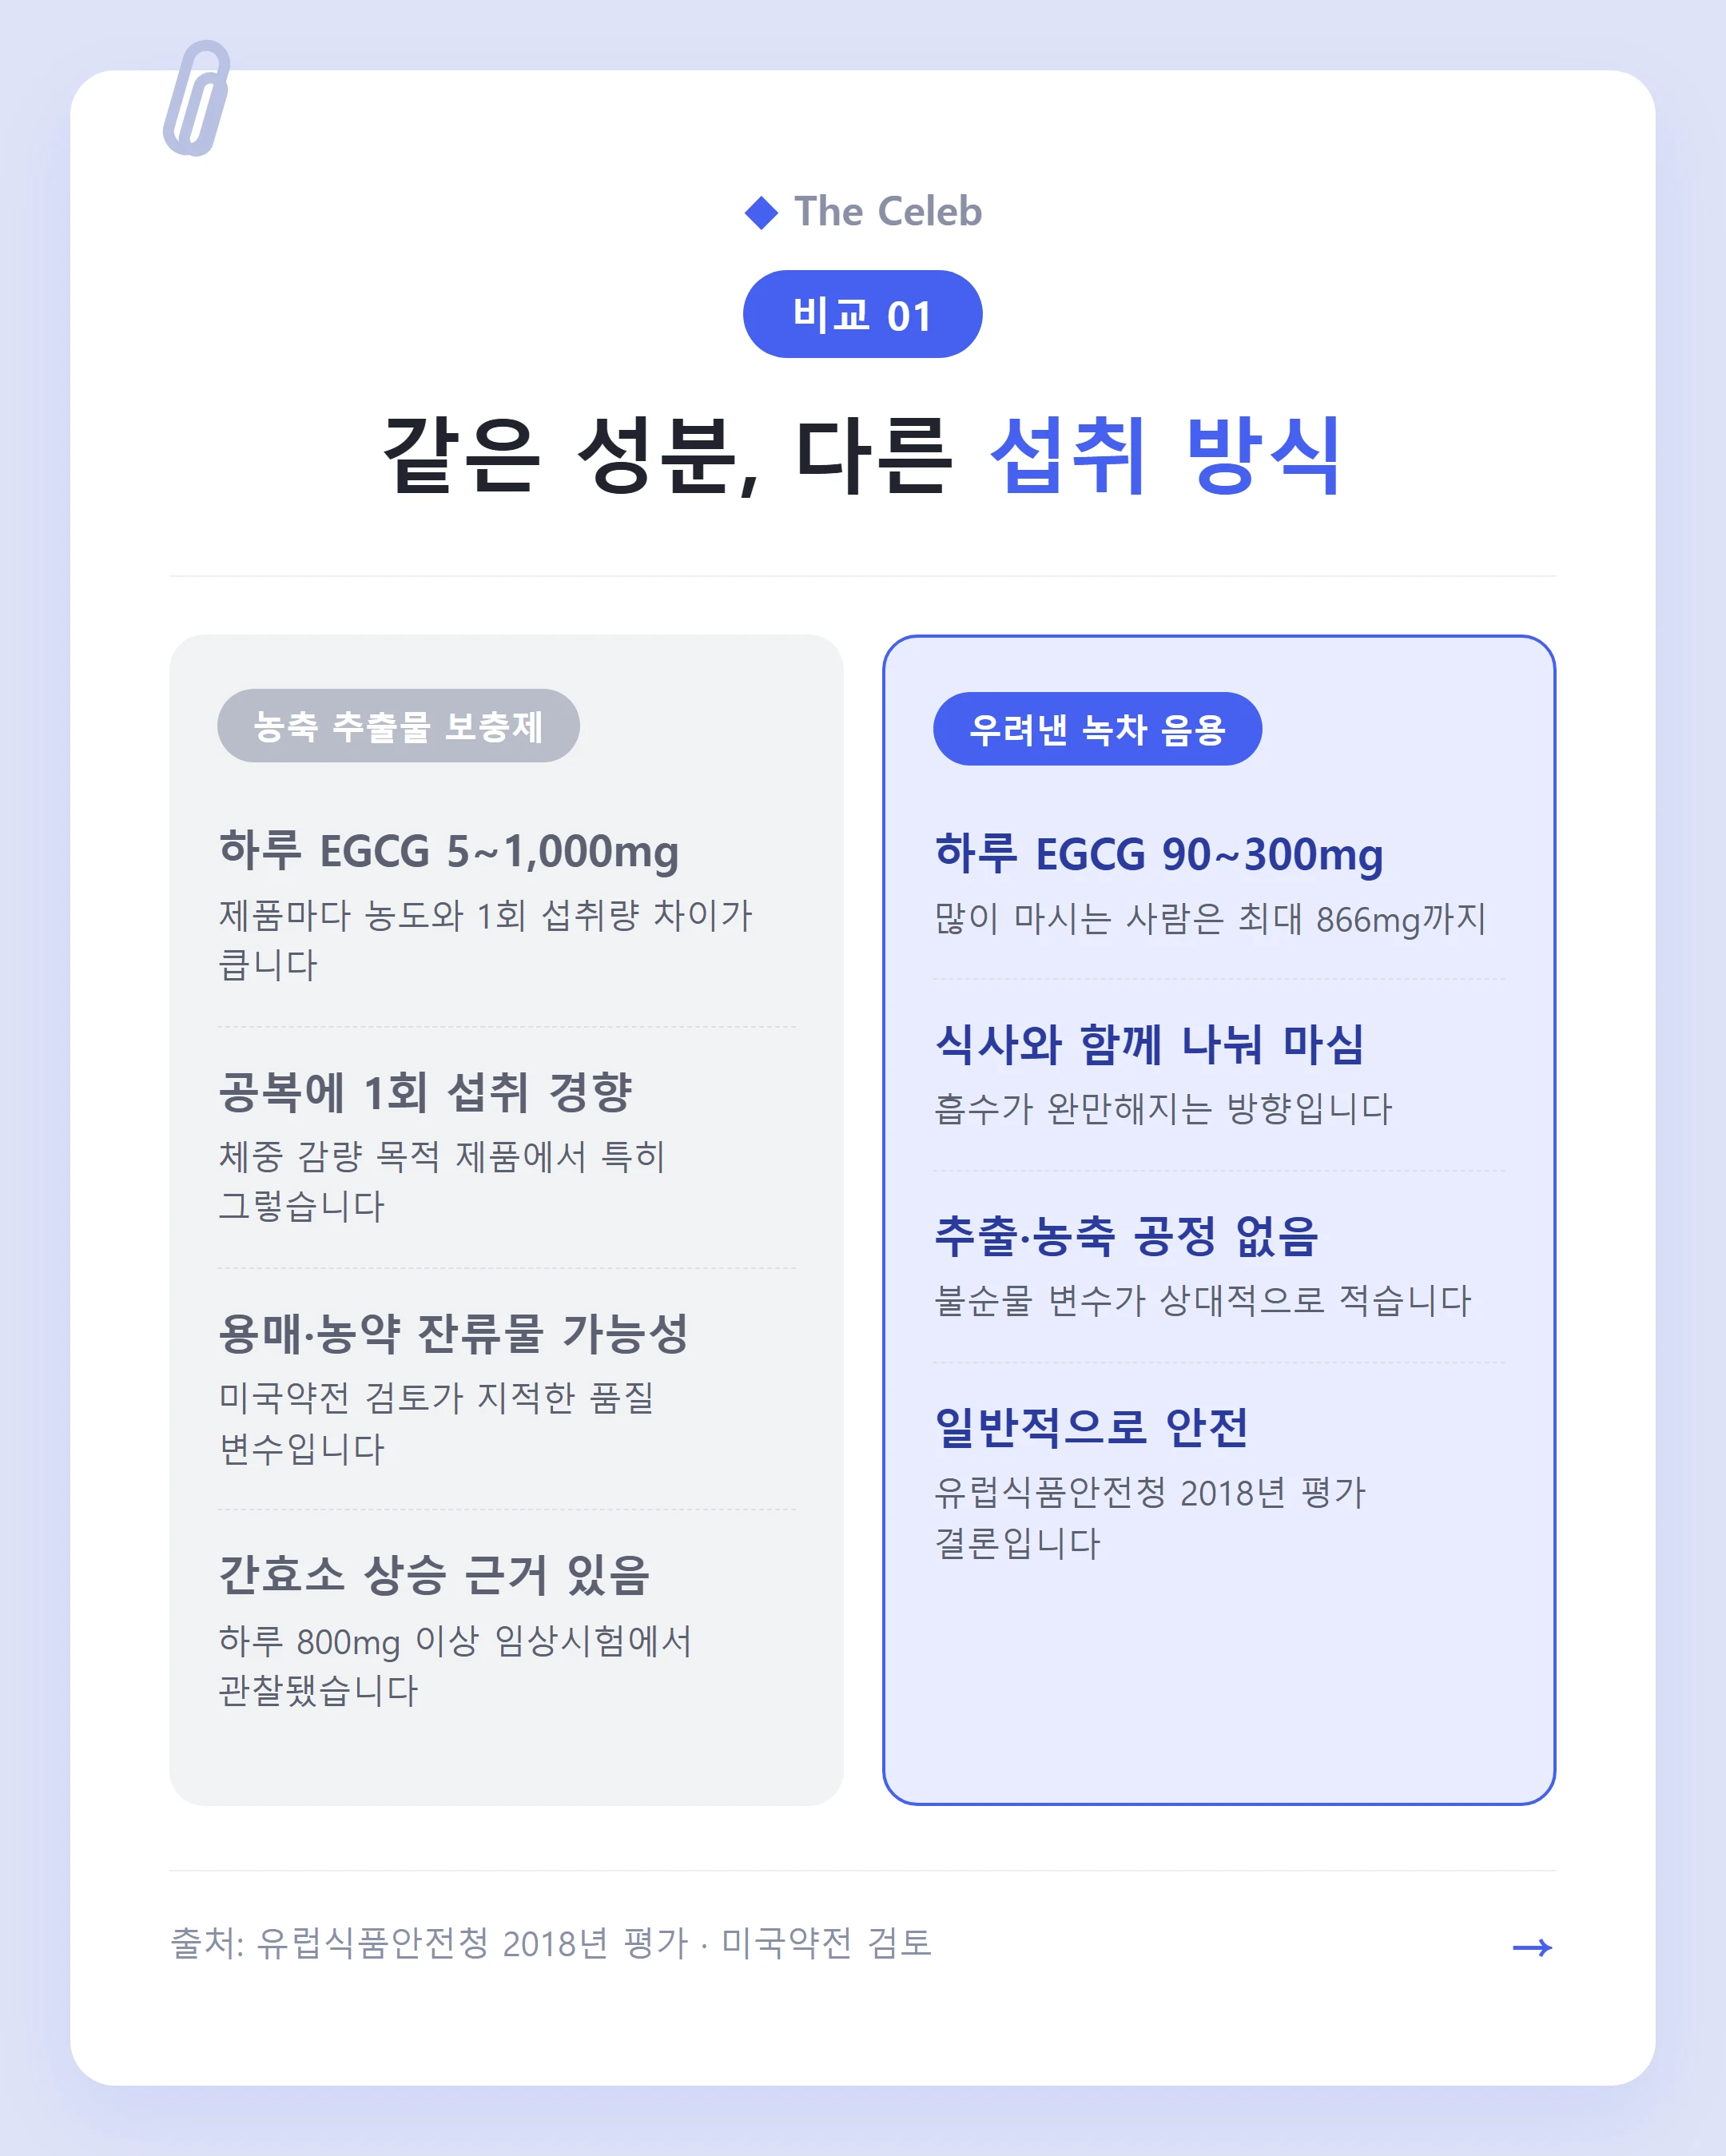 The Celeb
비교 01
같은 성분, 다른 섭취 방식
농축 추출물 보충제
하루 EGCG 5~1,000mg
제품마다 농도와 1회 섭취량 차이가
큽니다
공복에 1회 섭취 경향
체중 감량 목적 제품에서 특히
그렇습니다
용매·농약 잔류물 가능성
미국약전 검토가 지적한 품질
변수입니다
간효소 상승 근거 있음
하루 800mg 이상 임상시험에서
관찰됐습니다
우려낸 녹차 음용
하루 EGCG 90~300mg
많이 마시는 사람은 최대 866mg까지
식사와 함께 나눠 마심
흡수가 완만해지는 방향입니다
추출·농축 공정 없음
불순물 변수가 상대적으로 적습니다
일반적으로 안전
유럽식품안전청 2018년 평가
결론입니다
출처: 유럽식품안전청 2018년 평가 · 미국약전 검토
→